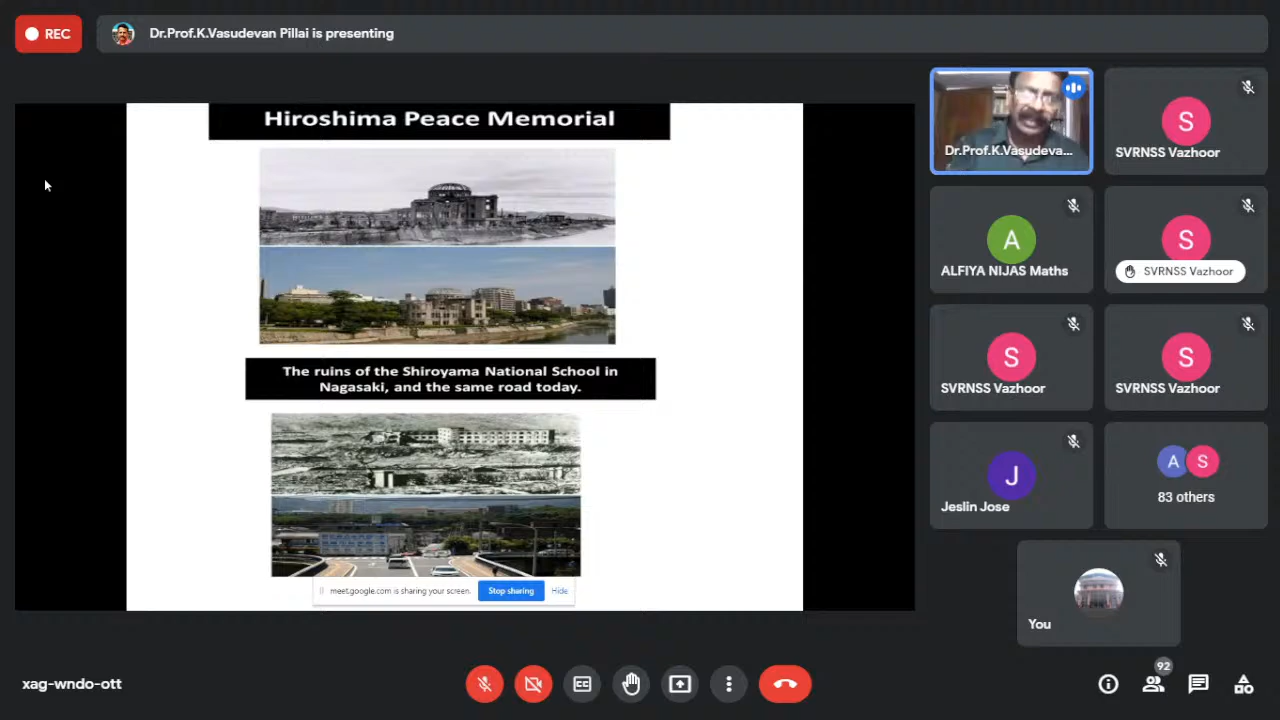 REC
Dr.Prof.K.Vasudevan Pillai is presenting
Hiroshima Peace Memorial
The ruins of the Shiroyama National School in
Nagasaki, and the same road today.
meet.google.com is sharing your screen.
Stop sharing
Hide
Dr.Prof.K.Vasudeva...
S
SVRNSS Vazhoor
A
ALFIYA NIJAS Maths
S
SVRNSS Vazhoor
S
SVRNSS Vazhoor
S
SVRNSS Vazhoor
J
Jeslin Jose
A S
83 others
You
xag-wndo-ott
CC
92